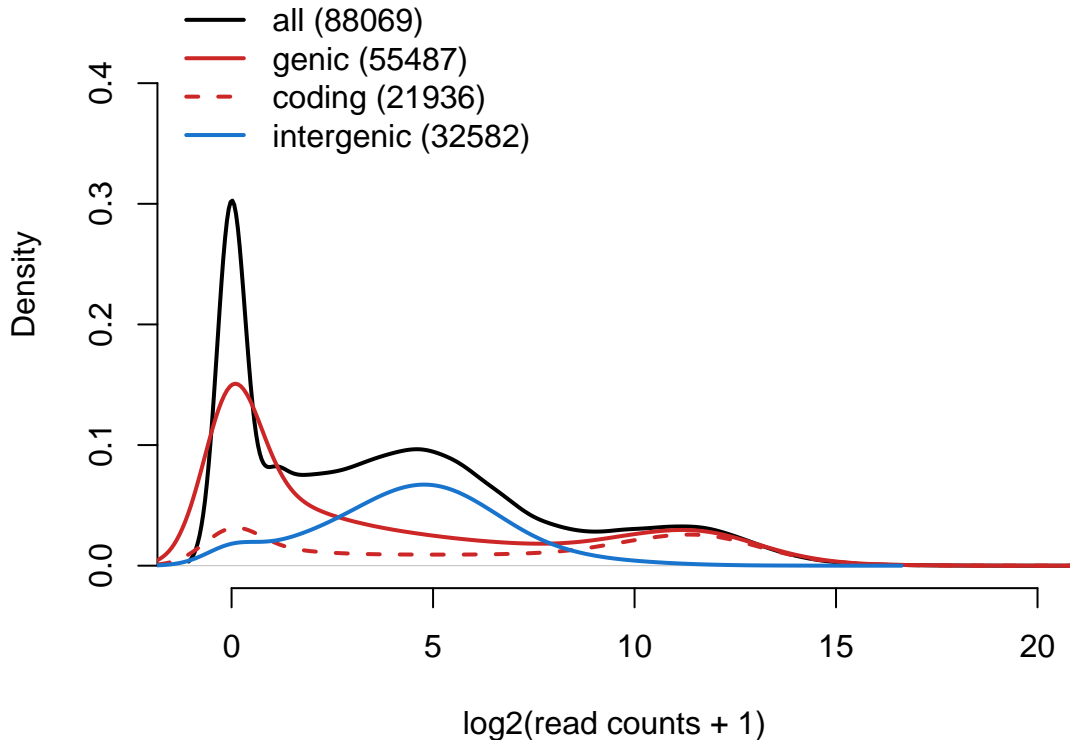 all (88069)
genic (55487)
coding (21936)
intergenic (32582)
0.4
0.3
0.2
0.1
0.0
Density
0 5 10 15 20
log2(read counts + 1)